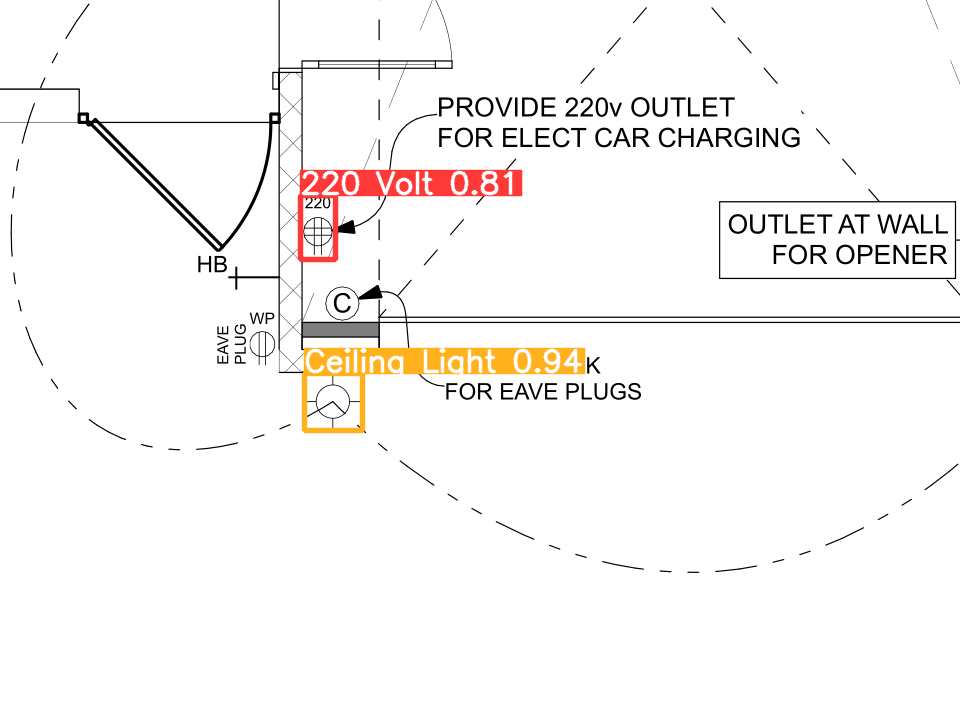 PROVIDE 220v OUTLET
FOR ELECT CAR CHARGING
220 Volt 0.81
220
OUTLET AT WALL
FOR OPENER
HB
C
WP
EAVE
PLUG
Ceiling Light 0.94
K
FOR EAVE PLUGS